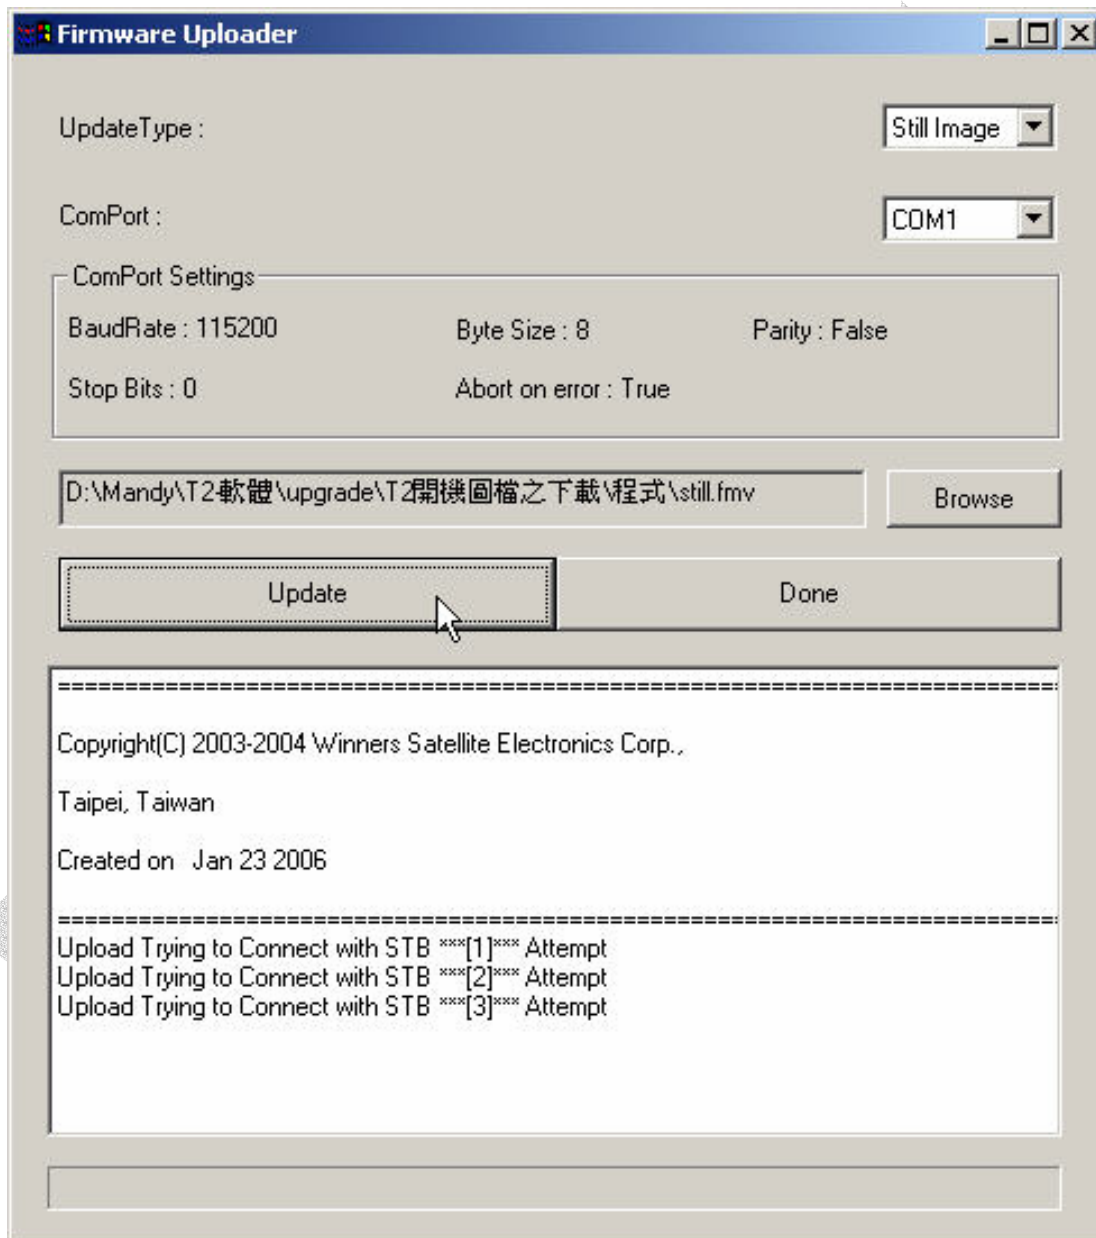 Firmware Uploader
UpdateType :
Still Image
ComPort :
COM1
ComPort Settings
BaudRate : 115200
Byte Size : 8
Parity : False
Stop Bits : 0
Abort on error : True
D:\Mandy\T2軟體\upgrade\T2開機圖檔之下載\程式\still.fmv
Browse
Update
Done
================================================================================
Copyright(C) 2003-2004 Winners Satellite Electronics Corp.,
Taipei, Taiwan
Created on  Jan 23 2006
================================================================================
Upload Trying to Connect with STB ***[1]*** Attempt
Upload Trying to Connect with STB ***[2]*** Attempt
Upload Trying to Connect with STB ***[3]*** Attempt